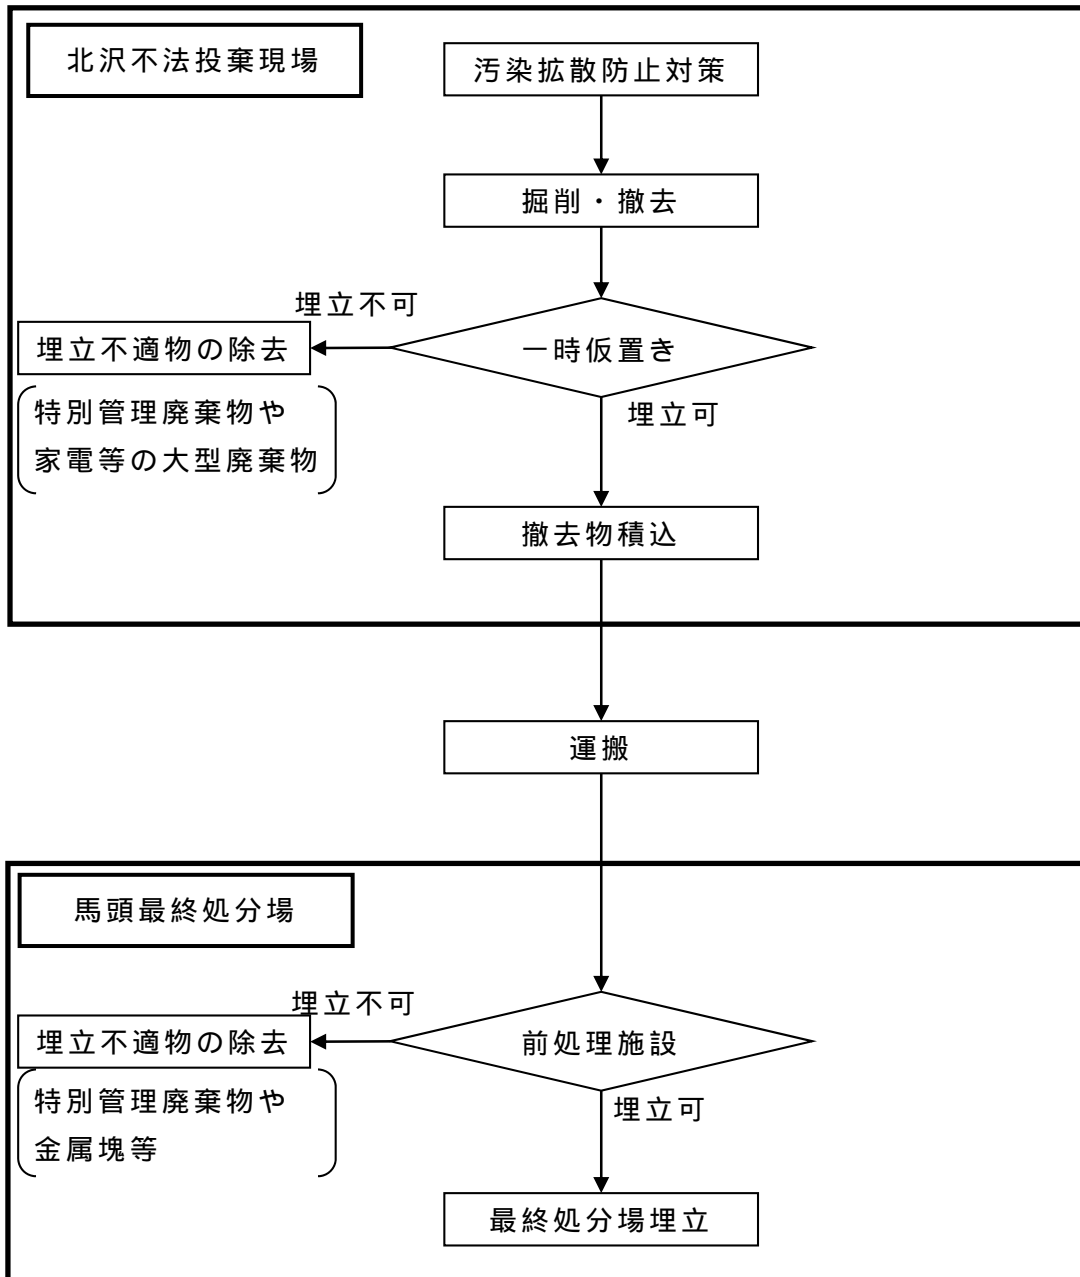 北沢不法投棄現場
汚染拡散防止対策
掘削・撤去
埋立不可
埋立不適物の除去
一時仮置き
特別管理廃棄物や
家電等の大型廃棄物
埋立可
撤去物積込
運搬
馬頭最終処分場
埋立不可
埋立不適物の除去
前処理施設
特別管理廃棄物や
金属塊等
埋立可
最終処分場埋立